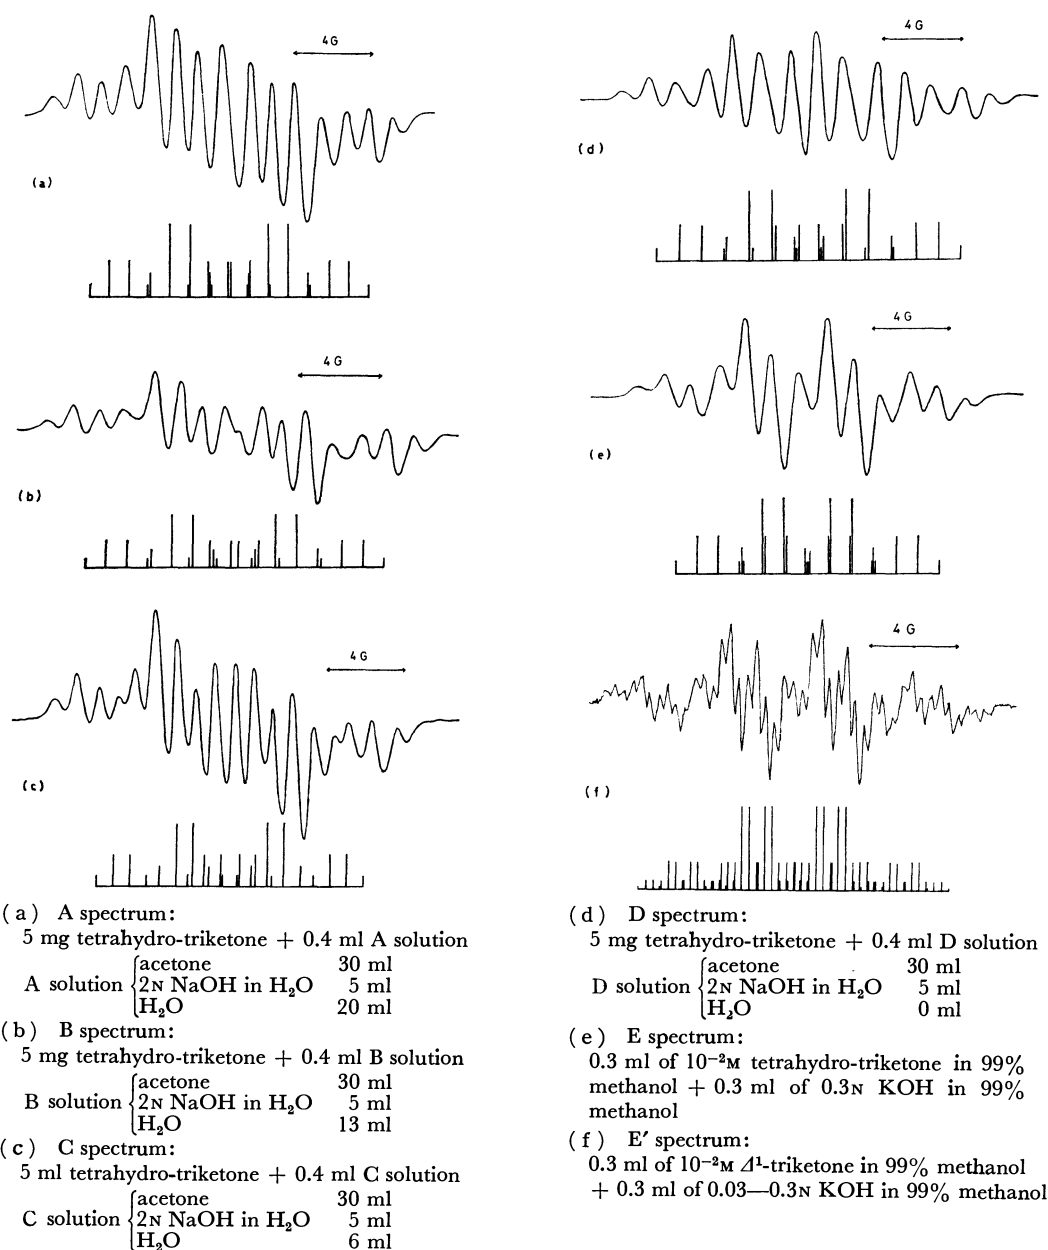 4G
(a)
4G
(b)
4G
(c)
(a) A spectrum:
5 mg tetrahydro-triketone + 0.4 ml A solution
A solution { acetone 30 ml
2N NaOH in H₂O 5 ml
H₂O 20 ml
(b) B spectrum:
5 mg tetrahydro-triketone + 0.4 ml B solution
B solution { acetone 30 ml
2N NaOH in H₂O 5 ml
H₂O 13 ml
(c) C spectrum:
5 ml tetrahydro-triketone + 0.4 ml C solution
C solution { acetone 30 ml
2N NaOH in H₂O 5 ml
H₂O 6 ml
4G
(d)
4G
(e)
4G
(f)
(d) D spectrum:
5 mg tetrahydro-triketone + 0.4 ml D solution
D solution { acetone 30 ml
2N NaOH in H₂O 5 ml
H₂O 0 ml
(e) E spectrum:
0.3 ml of 10⁻²M tetrahydro-triketone in 99%
methanol + 0.3 ml of 0.3N KOH in 99%
methanol
(f) E′ spectrum:
0.3 ml of 10⁻²M Δ¹-triketone in 99% methanol
+ 0.3 ml of 0.03—0.3N KOH in 99% methanol